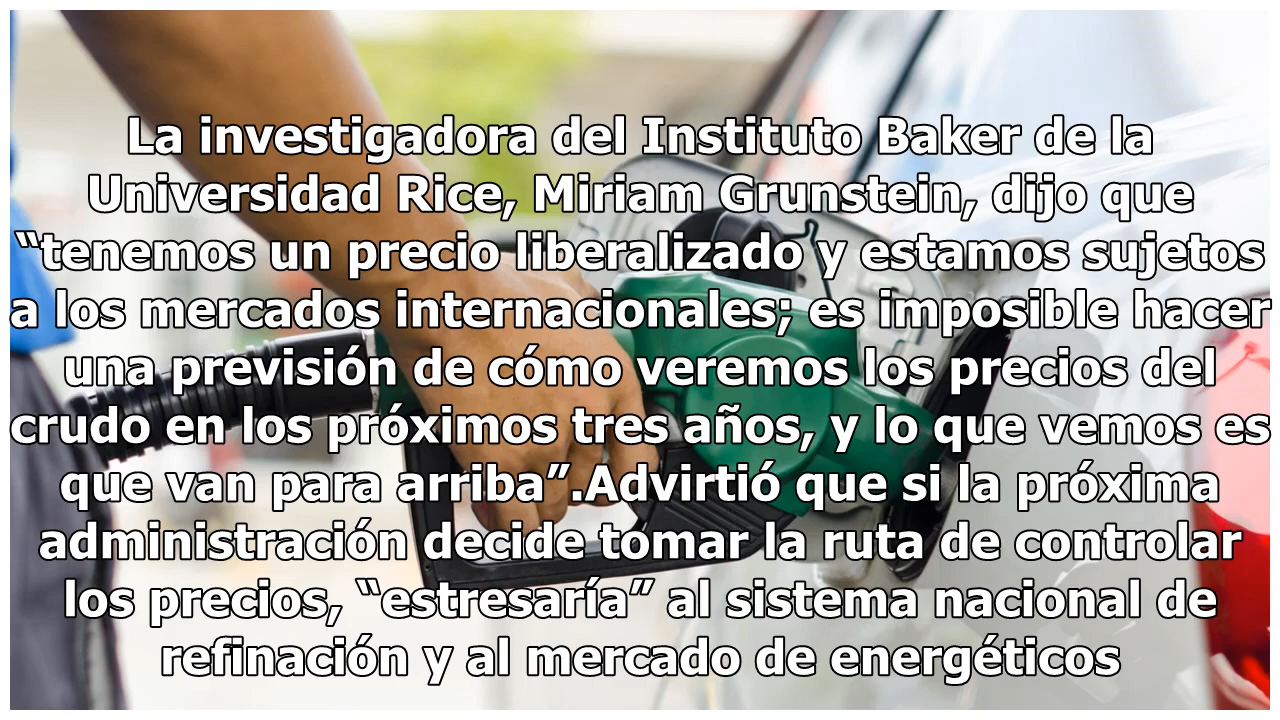 La investigadora del Instituto Baker de la
Universidad Rice, Miriam Grunstein, dijo que
“tenemos un precio liberalizado y estamos sujetos
a los mercados internacionales; es imposible hacer
una previsión de cómo veremos los precios del
crudo en los próximos tres años, y lo que vemos es
que van para arriba”.Advirtió que si la próxima
administración decide tomar la ruta de controlar
los precios, “estresaría” al sistema nacional de
refinación y al mercado de energéticos